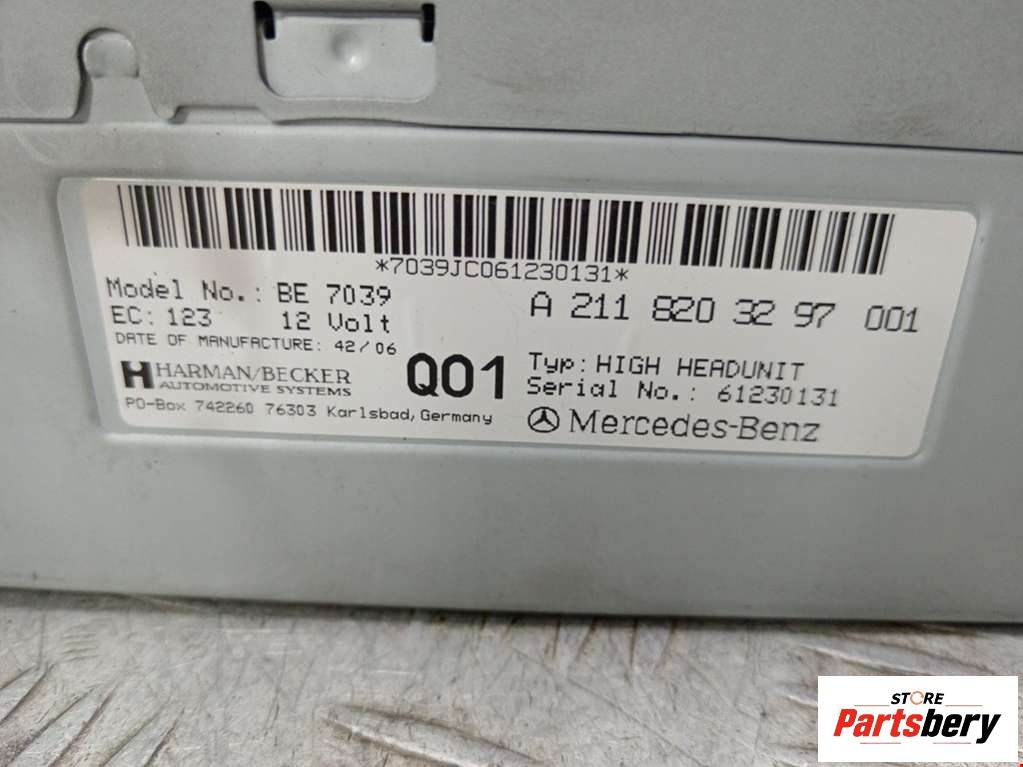 *7039JC061230131*
Model No.: BE 7039
EC: 123 12 Volt
DATE OF MANUFACTURE: 42/06
HARMAN/BECKER
AUTOMOTIVE SYSTEMS
PO-Box 742260 76303 Karlsbad, Germany
Q01
A 211 820 32 97 001
Typ: HIGH HEADUNIT
Serial No.: 61230131
Mercedes-Benz
STORE
Partsbery